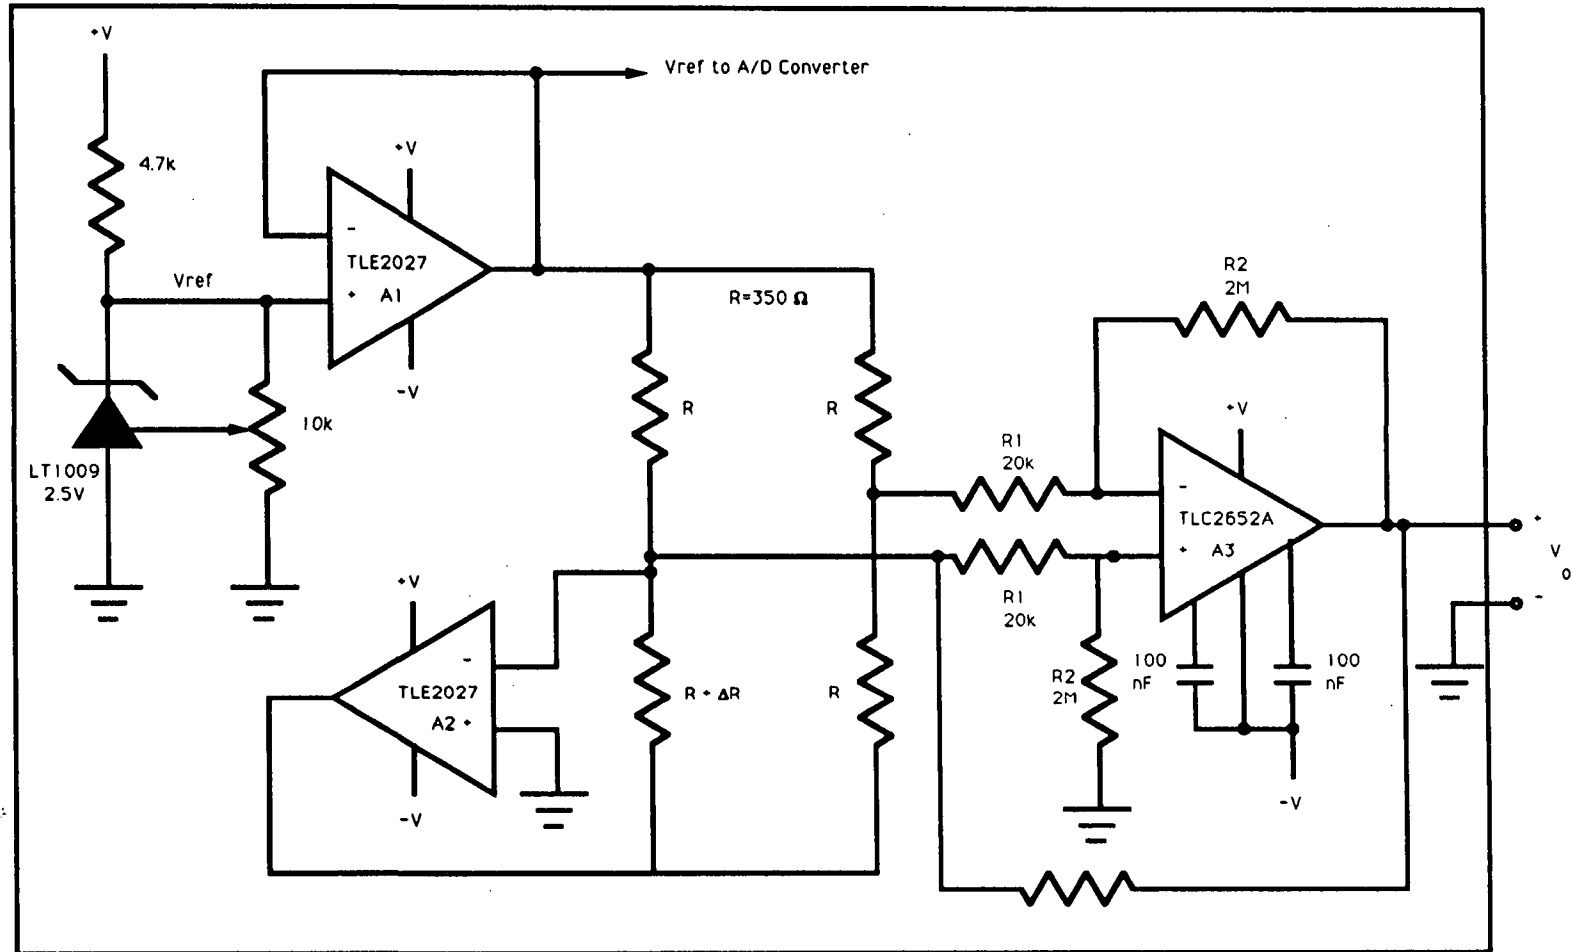 +V
Vref to A/D Converter
4.7k
+V
-
TLE2027
+ A1
Vref
-V
R=350 Ω
R2
2M
10k
LT1009
2.5V
R
R
+V
R1
20k
-
TLC2652A
+ A3
R1
20k
+
V
o
-
+V
-
TLE2027
A2 +
-V
R + ΔR
R
R2
2M
100
nF
100
nF
-V